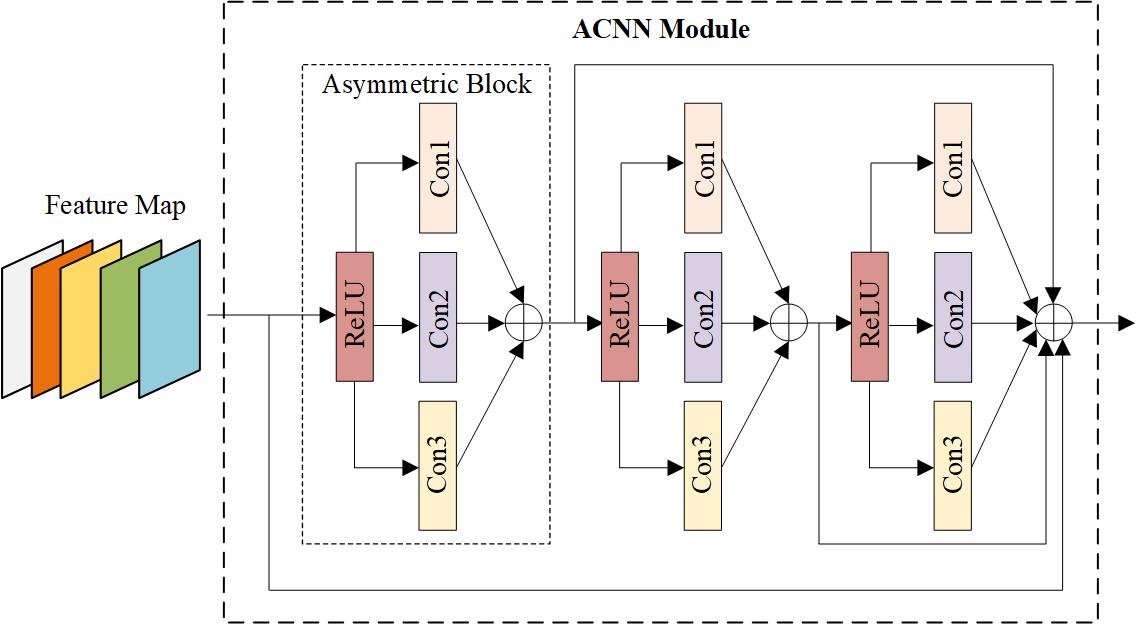 ACNN Module
Asymmetric Block
Feature Map
ReLU
Con1
Con2
Con3
ReLU
Con1
Con2
Con3
ReLU
Con1
Con2
Con3